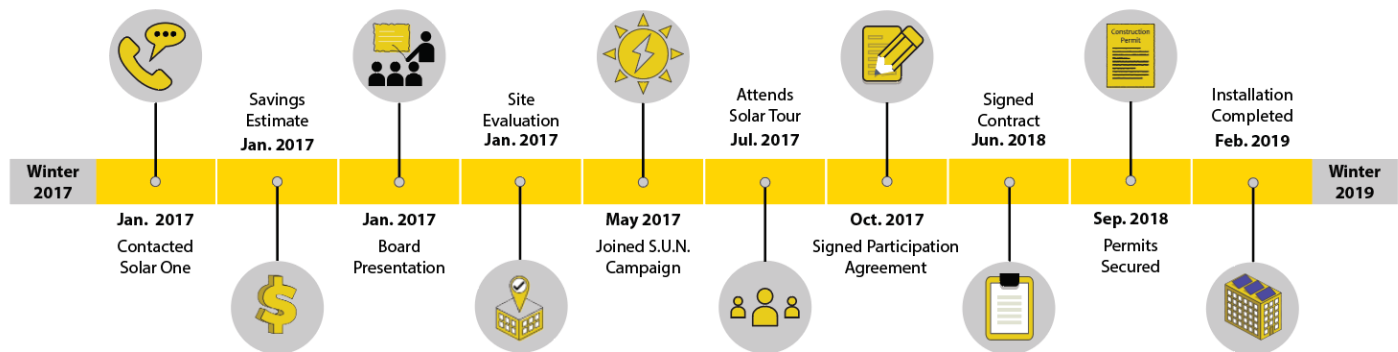 Winter
2017
Jan. 2017
Contacted
Solar One
Savings
Estimate
Jan. 2017
Jan. 2017
Board
Presentation
Site
Evaluation
Jan. 2017
May 2017
Joined S.U.N.
Campaign
Attends
Solar Tour
Jul. 2017
Oct. 2017
Signed Participation
Agreement
Signed
Contract
Jun. 2018
Construction
Permit
Sep. 2018
Permits
Secured
Installation
Completed
Feb. 2019
Winter
2019